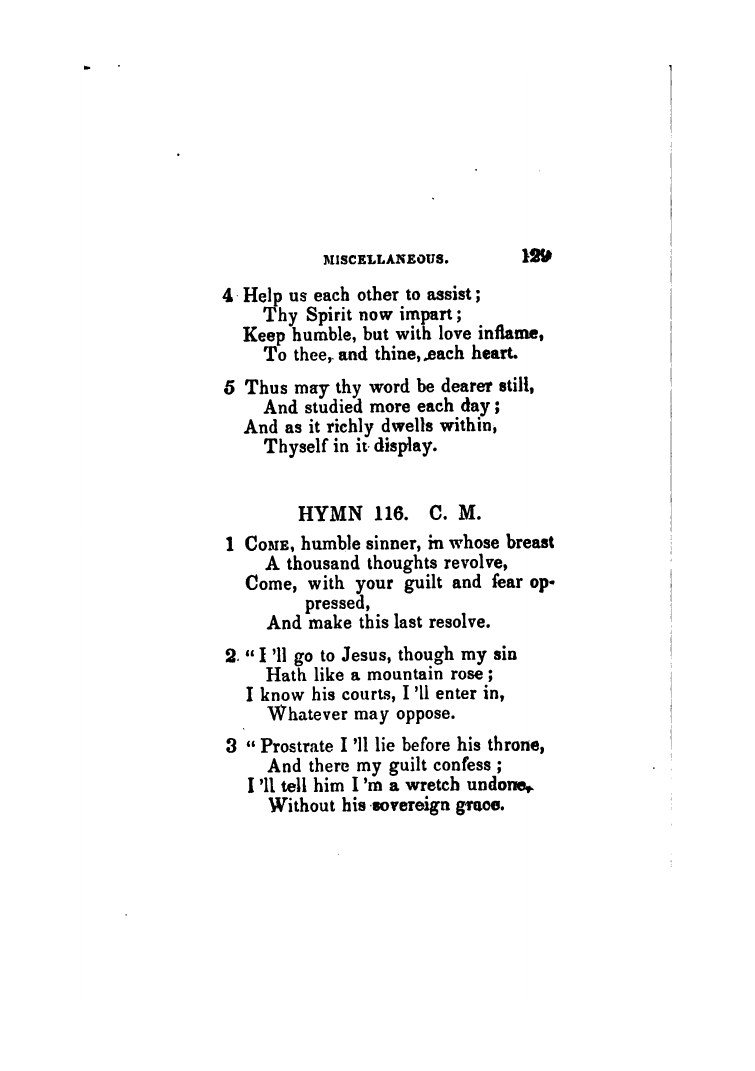 MISCELLANEOUS. 129
4 Help us each other to assist;
Thy Spirit now impart;
Keep humble, but with love inflame,
To thee, and thine, each heart.
5 Thus may thy word be dearer still,
And studied more each day;
And as it richly dwells within,
Thyself in it display.
HYMN 116. C. M.
1 COME, humble sinner, in whose breast
A thousand thoughts revolve,
Come, with your guilt and fear op-
pressed,
And make this last resolve.
2. "I'll go to Jesus, though my sin
Hath like a mountain rose;
I know his courts, I'll enter in,
Whatever may oppose.
3 "Prostrate I'll lie before his throne,
And there my guilt confess;
I'll tell him I'm a wretch undone,
Without his sovereign grace.